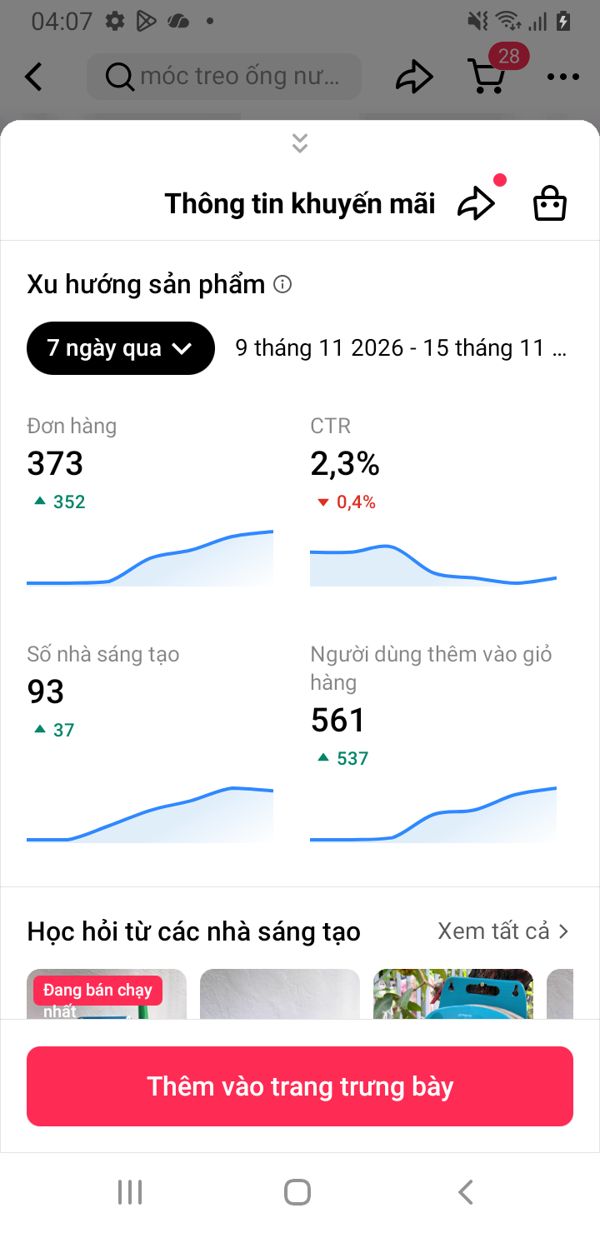 04:07
móc treo ống nư...
28
Thông tin khuyến mãi
Xu hướng sản phẩm
7 ngày qua
9 tháng 11 2026 - 15 tháng 11 ...
Đơn hàng
373
352
CTR
2,3%
0,4%
Số nhà sáng tạo
93
37
Người dùng thêm vào giỏ
hàng
561
537
Học hỏi từ các nhà sáng tạo
Xem tất cả
Đang bán chạy
nhất
Thêm vào trang trưng bày